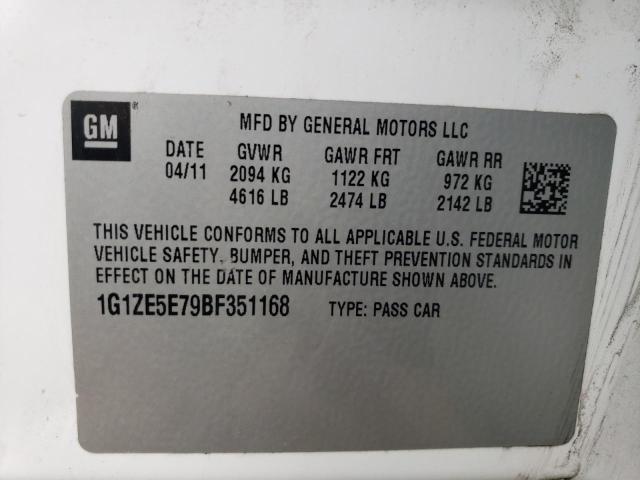 GM
MFD BY GENERAL MOTORS LLC
DATE GVWR GAWR FRT GAWR RR
04/11 2094 KG 1122 KG 972 KG
4616 LB 2474 LB 2142 LB
THIS VEHICLE CONFORMS TO ALL APPLICABLE U.S. FEDERAL MOTOR
VEHICLE SAFETY, BUMPER, AND THEFT PREVENTION STANDARDS IN
EFFECT ON THE DATE OF MANUFACTURE SHOWN ABOVE.
1G1ZE5E79BF351168 TYPE: PASS CAR